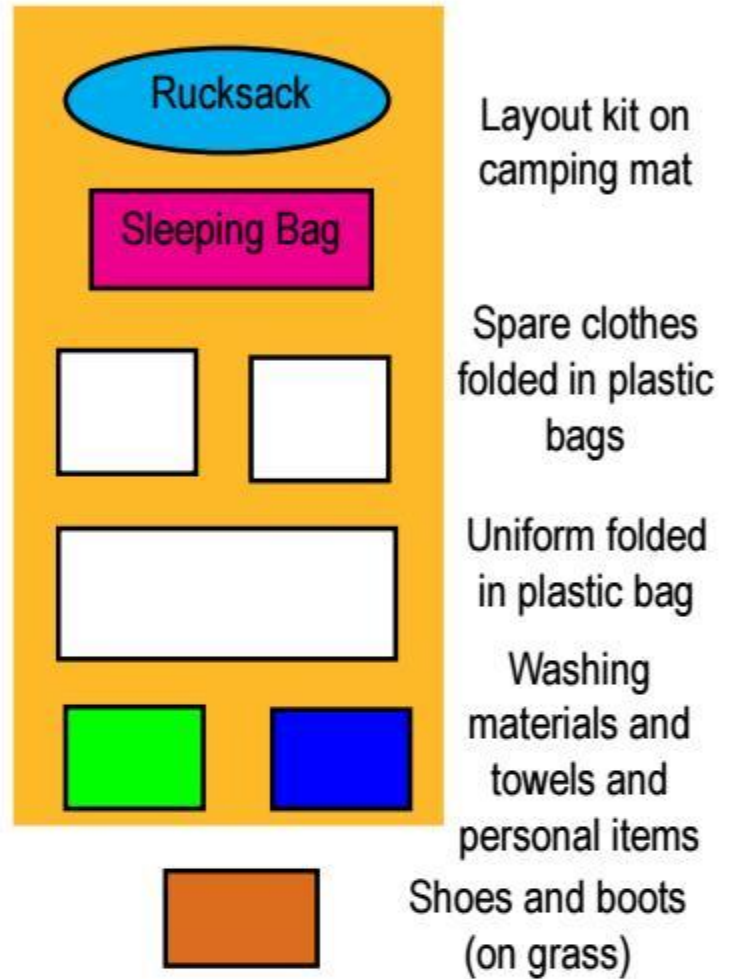 Rucksack
Layout kit on
camping mat
Sleeping Bag
Spare clothes
folded in plastic
bags
Uniform folded
in plastic bag
Washing
materials and
towels and
personal items
Shoes and boots
(on grass)